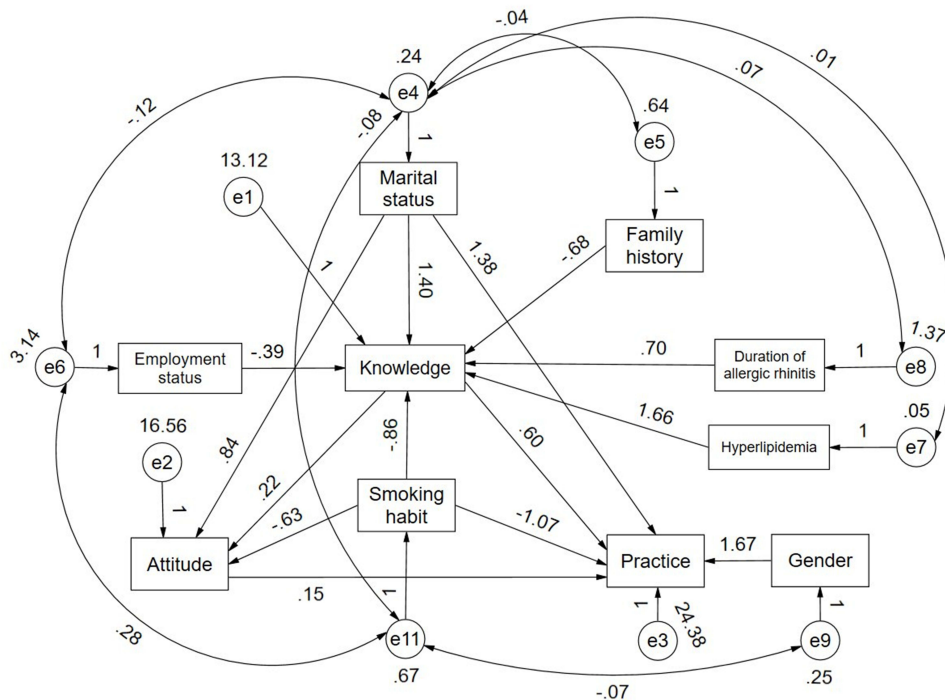 -.04
.01
.24
.07
e4
-.12
-.08
.64
e5
1
13.12
Marital
status
1
e1
Family
history
1.38
-.68
1
1.40
3.14
1.37
e6
1
Employment
status
-.39
Knowledge
.70
Duration of
allergic rhinitis
1
e8
1.66
.05
16.56
-.86
.60
Hyperlipidemia
1
e7
e2
.84
.22
Smoking
habit
1
-.63
-1.07
Attitude
Practice
1.67
Gender
.15
1
1
24.38
1
.28
e11
e3
e9
.67
.25
-.07